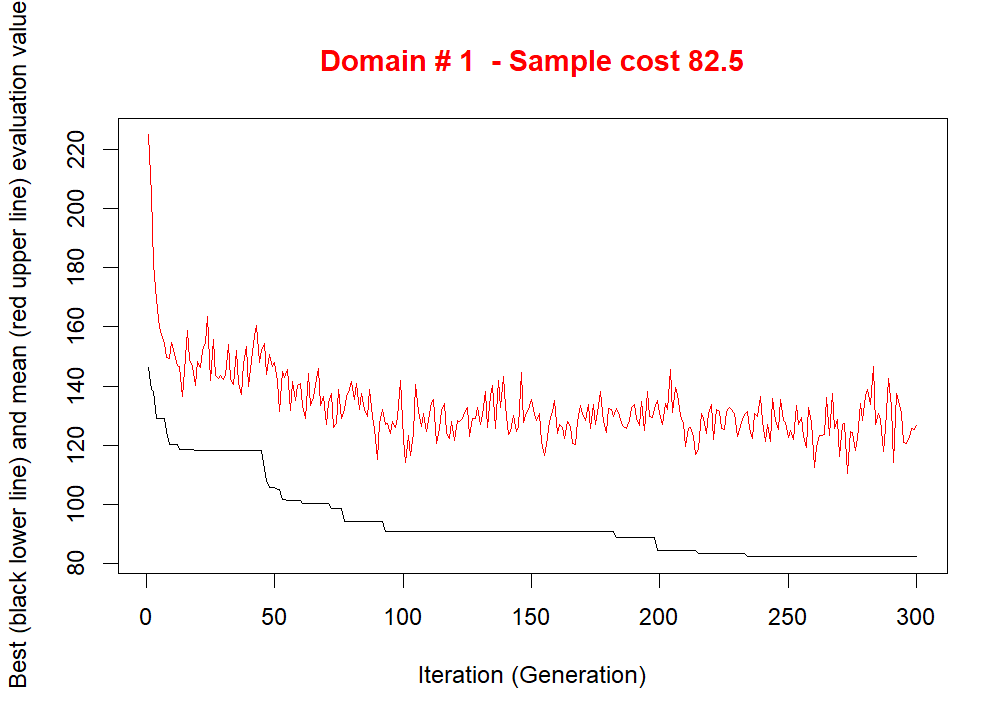 Domain # 1  - Sample cost 82.5
Best (black lower line) and mean (red upper line) evaluation value
220
200
180
160
140
120
100
80
0 50 100 150 200 250 300
Iteration (Generation)